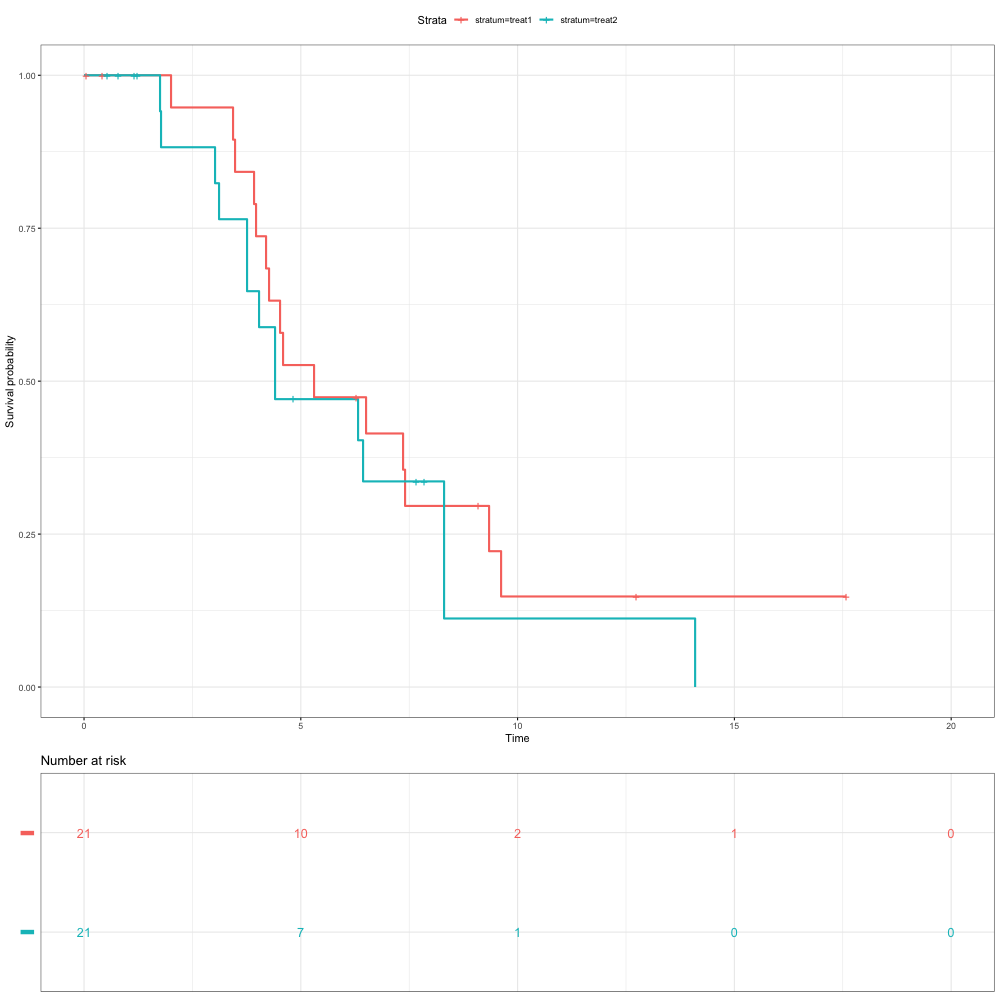 Strata stratum=treat1 stratum=treat2
1.00
0.75
0.50
0.25
0.00
Survival probability
0 5 10 15 20
Time
Number at risk
21 10 2 1 0
21 7 1 0 0